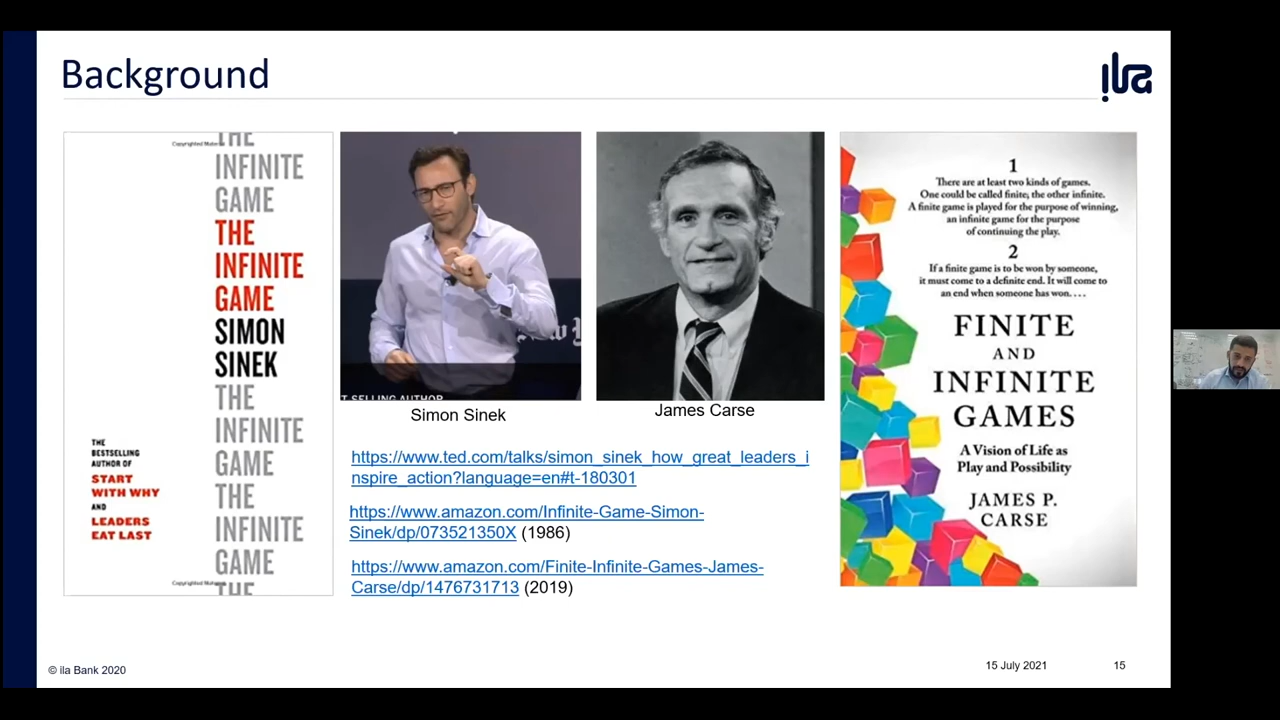 Background
ila
Copyrighted Mater
THE
INFINITE
GAME
THE
INFINITE
GAME
SIMON
SINEK
THE
INFINITE
GAME
THE
INFINITE
GAME
THE
THE
BESTSELLING
AUTHOR OF
START
WITH WHY
AND
LEADERS
EAT LAST
Copyrighted Mater
T SELLING AUTHOR
Simon Sinek
James Carse
https://www.ted.com/talks/simon_sinek_how_great_leaders_i
nspire_action?language=en#t-180301
https://www.amazon.com/Infinite-Game-Simon-
Sinek/dp/073521350X (1986)
https://www.amazon.com/Finite-Infinite-Games-James-
Carse/dp/1476731713 (2019)
1
There are at least two kinds of games.
One could be called finite, the other infinite.
A finite game is played for the purpose of winning,
an infinite game for the purpose
of continuing the play.
2
If a finite game is to be won by someone,
it must come to a definite end. It will come to
an end when someone has won. . . .
FINITE
AND
INFINITE
GAMES
A Vision of Life as
Play and Possibility
JAMES P.
CARSE
© ila Bank 2020
15 July 2021
15